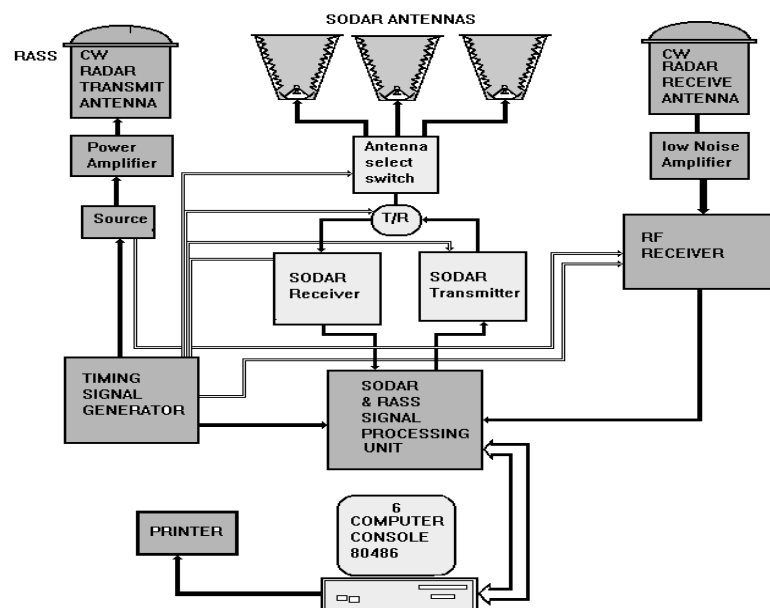 SODAR ANTENNAS
RASS
CW
RADAR
TRANSMIT
ANTENNA
CW
RADAR
RECEIVE
ANTENNA
Power
Amplifier
Antenna
select
switch
low Noise
Amplifier
Source
T/R
RF
RECEIVER
SODAR
Receiver
SODAR
Transmitter
TIMING
SIGNAL
GENERATOR
SODAR
& RASS
SIGNAL
PROCESSING
UNIT
PRINTER
6
COMPUTER
CONSOLE
80486